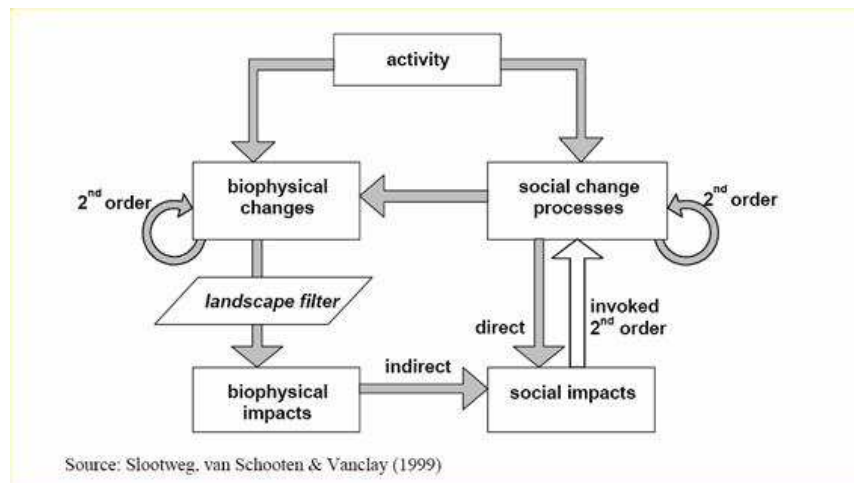 activity
biophysical
changes
social change
processes
2nd order
2nd order
landscape filter
direct
invoked
2nd order
indirect
biophysical
impacts
social impacts
Source: Slootweg, van Schooten & Vanclay (1999)